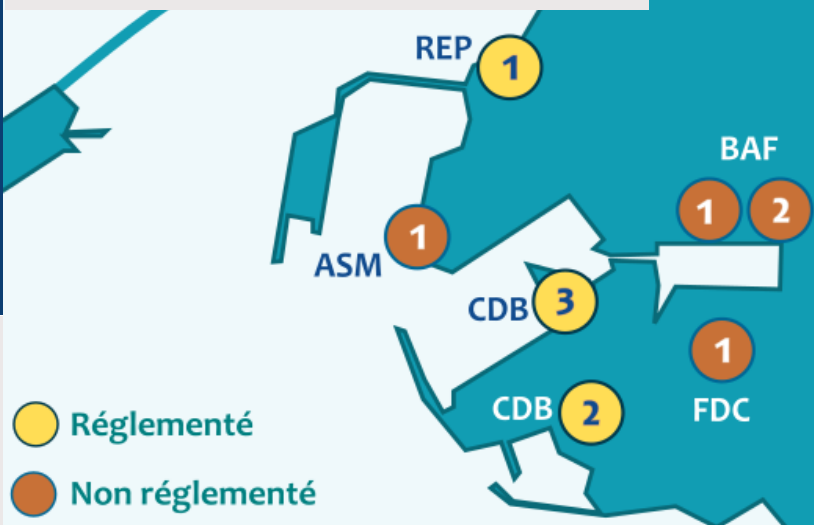 REP
1
BAF
1
2
1
ASM
CDB
3
1
FDC
CDB
2
Réglementé
Non réglementé